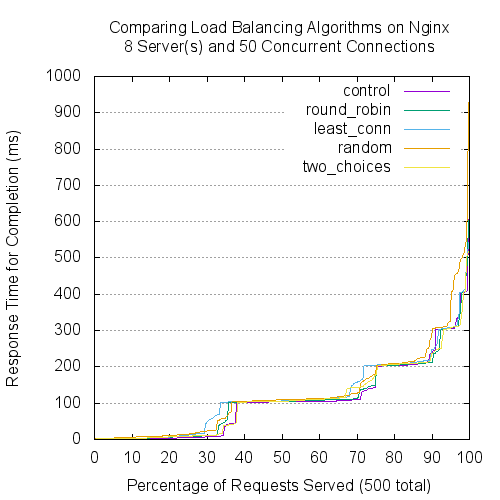 Comparing Load Balancing Algorithms on Nginx
8 Server(s) and 50 Concurrent Connections
Response Time for Completion (ms)
1000
900
800
700
600
500
400
300
200
100
0
control
round_robin
least_conn
random
two_choices
0 10 20 30 40 50 60 70 80 90 100
Percentage of Requests Served (500 total)